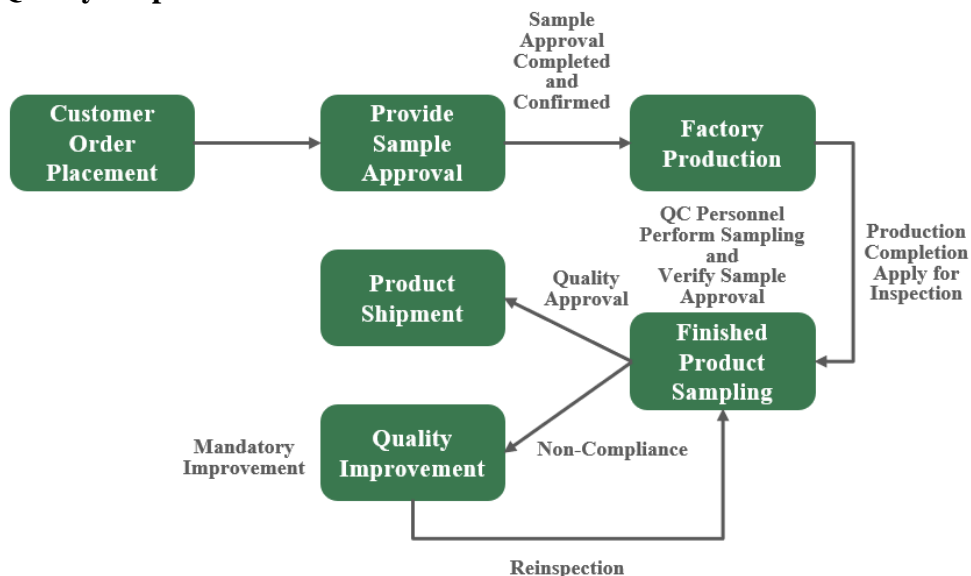 Sample
Approval
Completed
and
Confirmed
Customer
Order
Placement
Provide
Sample
Approval
Factory
Production
QC Personnel
Perform Sampling
and
Verify Sample
Approval
Production
Completion
Apply for
Inspection
Product
Shipment
Quality
Approval
Finished
Product
Sampling
Mandatory
Improvement
Quality
Improvement
Non-Compliance
Reinspection